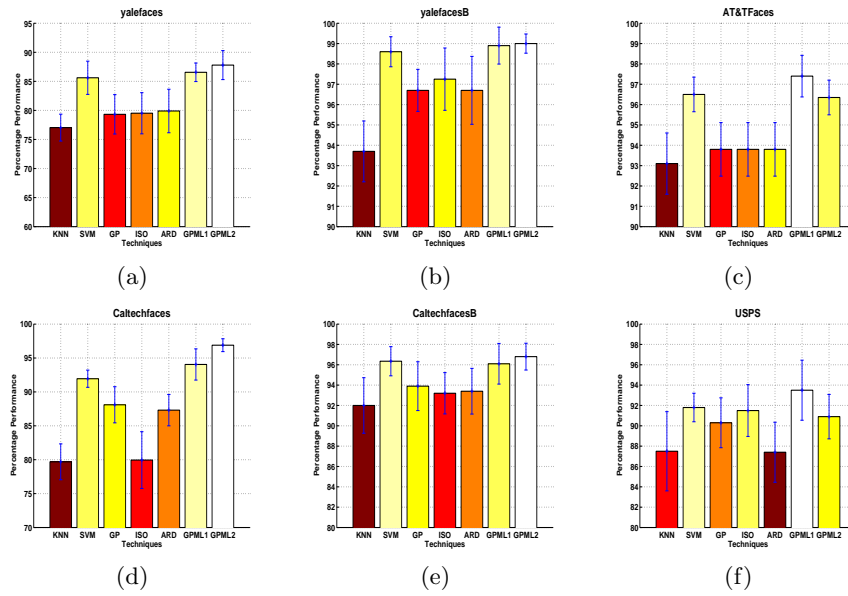 yalefaces
Percentage Performance
95
90
85
80
75
70
65
60
KNN SVM GP ISO ARD GPML1 GPML2
Techniques
(a)
yalefacesB
Percentage Performance
100
99
98
97
96
95
94
93
92
91
90
KNN SVM GP ISO ARD GPML1 GPML2
Techniques
(b)
AT&TFaces
Percentage Performance
99
98
97
96
95
94
93
92
91
90
KNN SVM GP ISO ARD GPML1 GPML2
Techniques
(c)
Caltechfaces
Percentage Performance
100
95
90
85
80
75
70
KNN SVM GP ISO ARD GPML1 GPML2
Techniques
(d)
CaltechfacesB
Percentage Performance
100
98
96
94
92
90
88
86
84
82
80
KNN SVM GP ISO ARD GPML1 GPML2
Techniques
(e)
USPS
Percentage Performance
100
98
96
94
92
90
88
86
84
82
80
KNN SVM GP ISO ARD GPML1 GPML2
Techniques
(f)